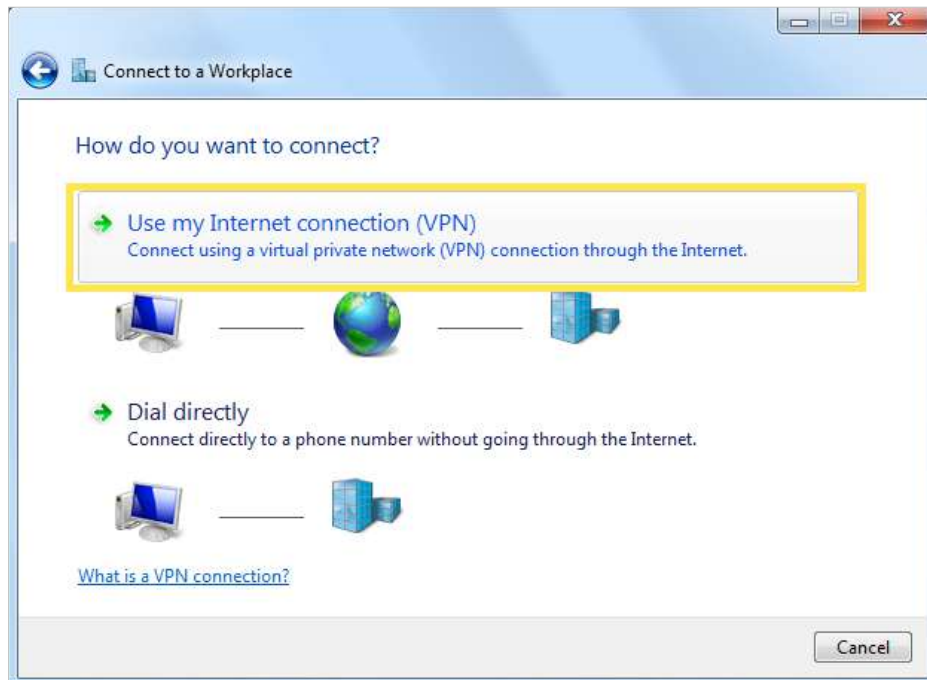 Connect to a Workplace
How do you want to connect?
Use my Internet connection (VPN)
Connect using a virtual private network (VPN) connection through the Internet.
Dial directly
Connect directly to a phone number without going through the Internet.
What is a VPN connection?
Cancel